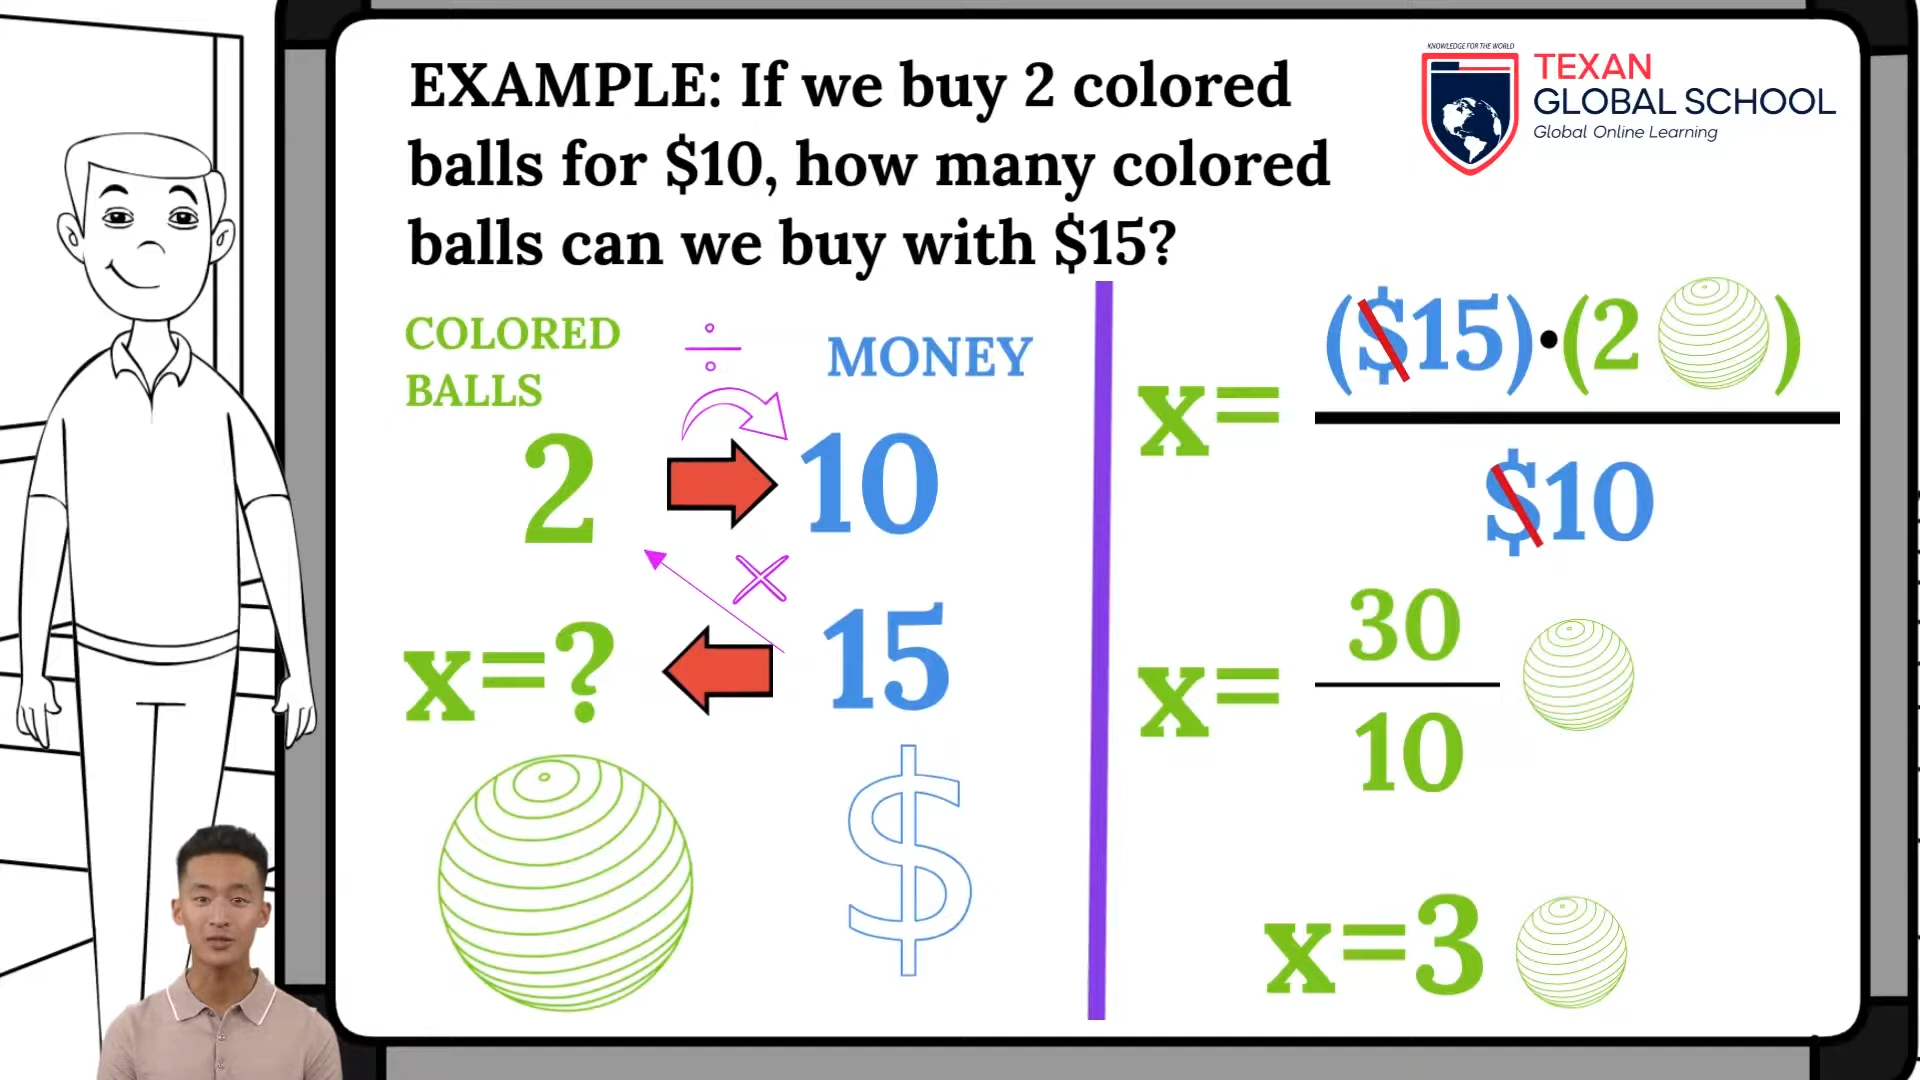 KNOWLEDGE FOR THE WORLD
TEXAN
GLOBAL SCHOOL
Global Online Learning
EXAMPLE: If we buy 2 colored
balls for $10, how many colored
balls can we buy with $15?
COLORED
BALLS
÷
MONEY
2
10
×
x=?
15
$
x=
($15)·(2 )
$10
x=
30
10
x=3